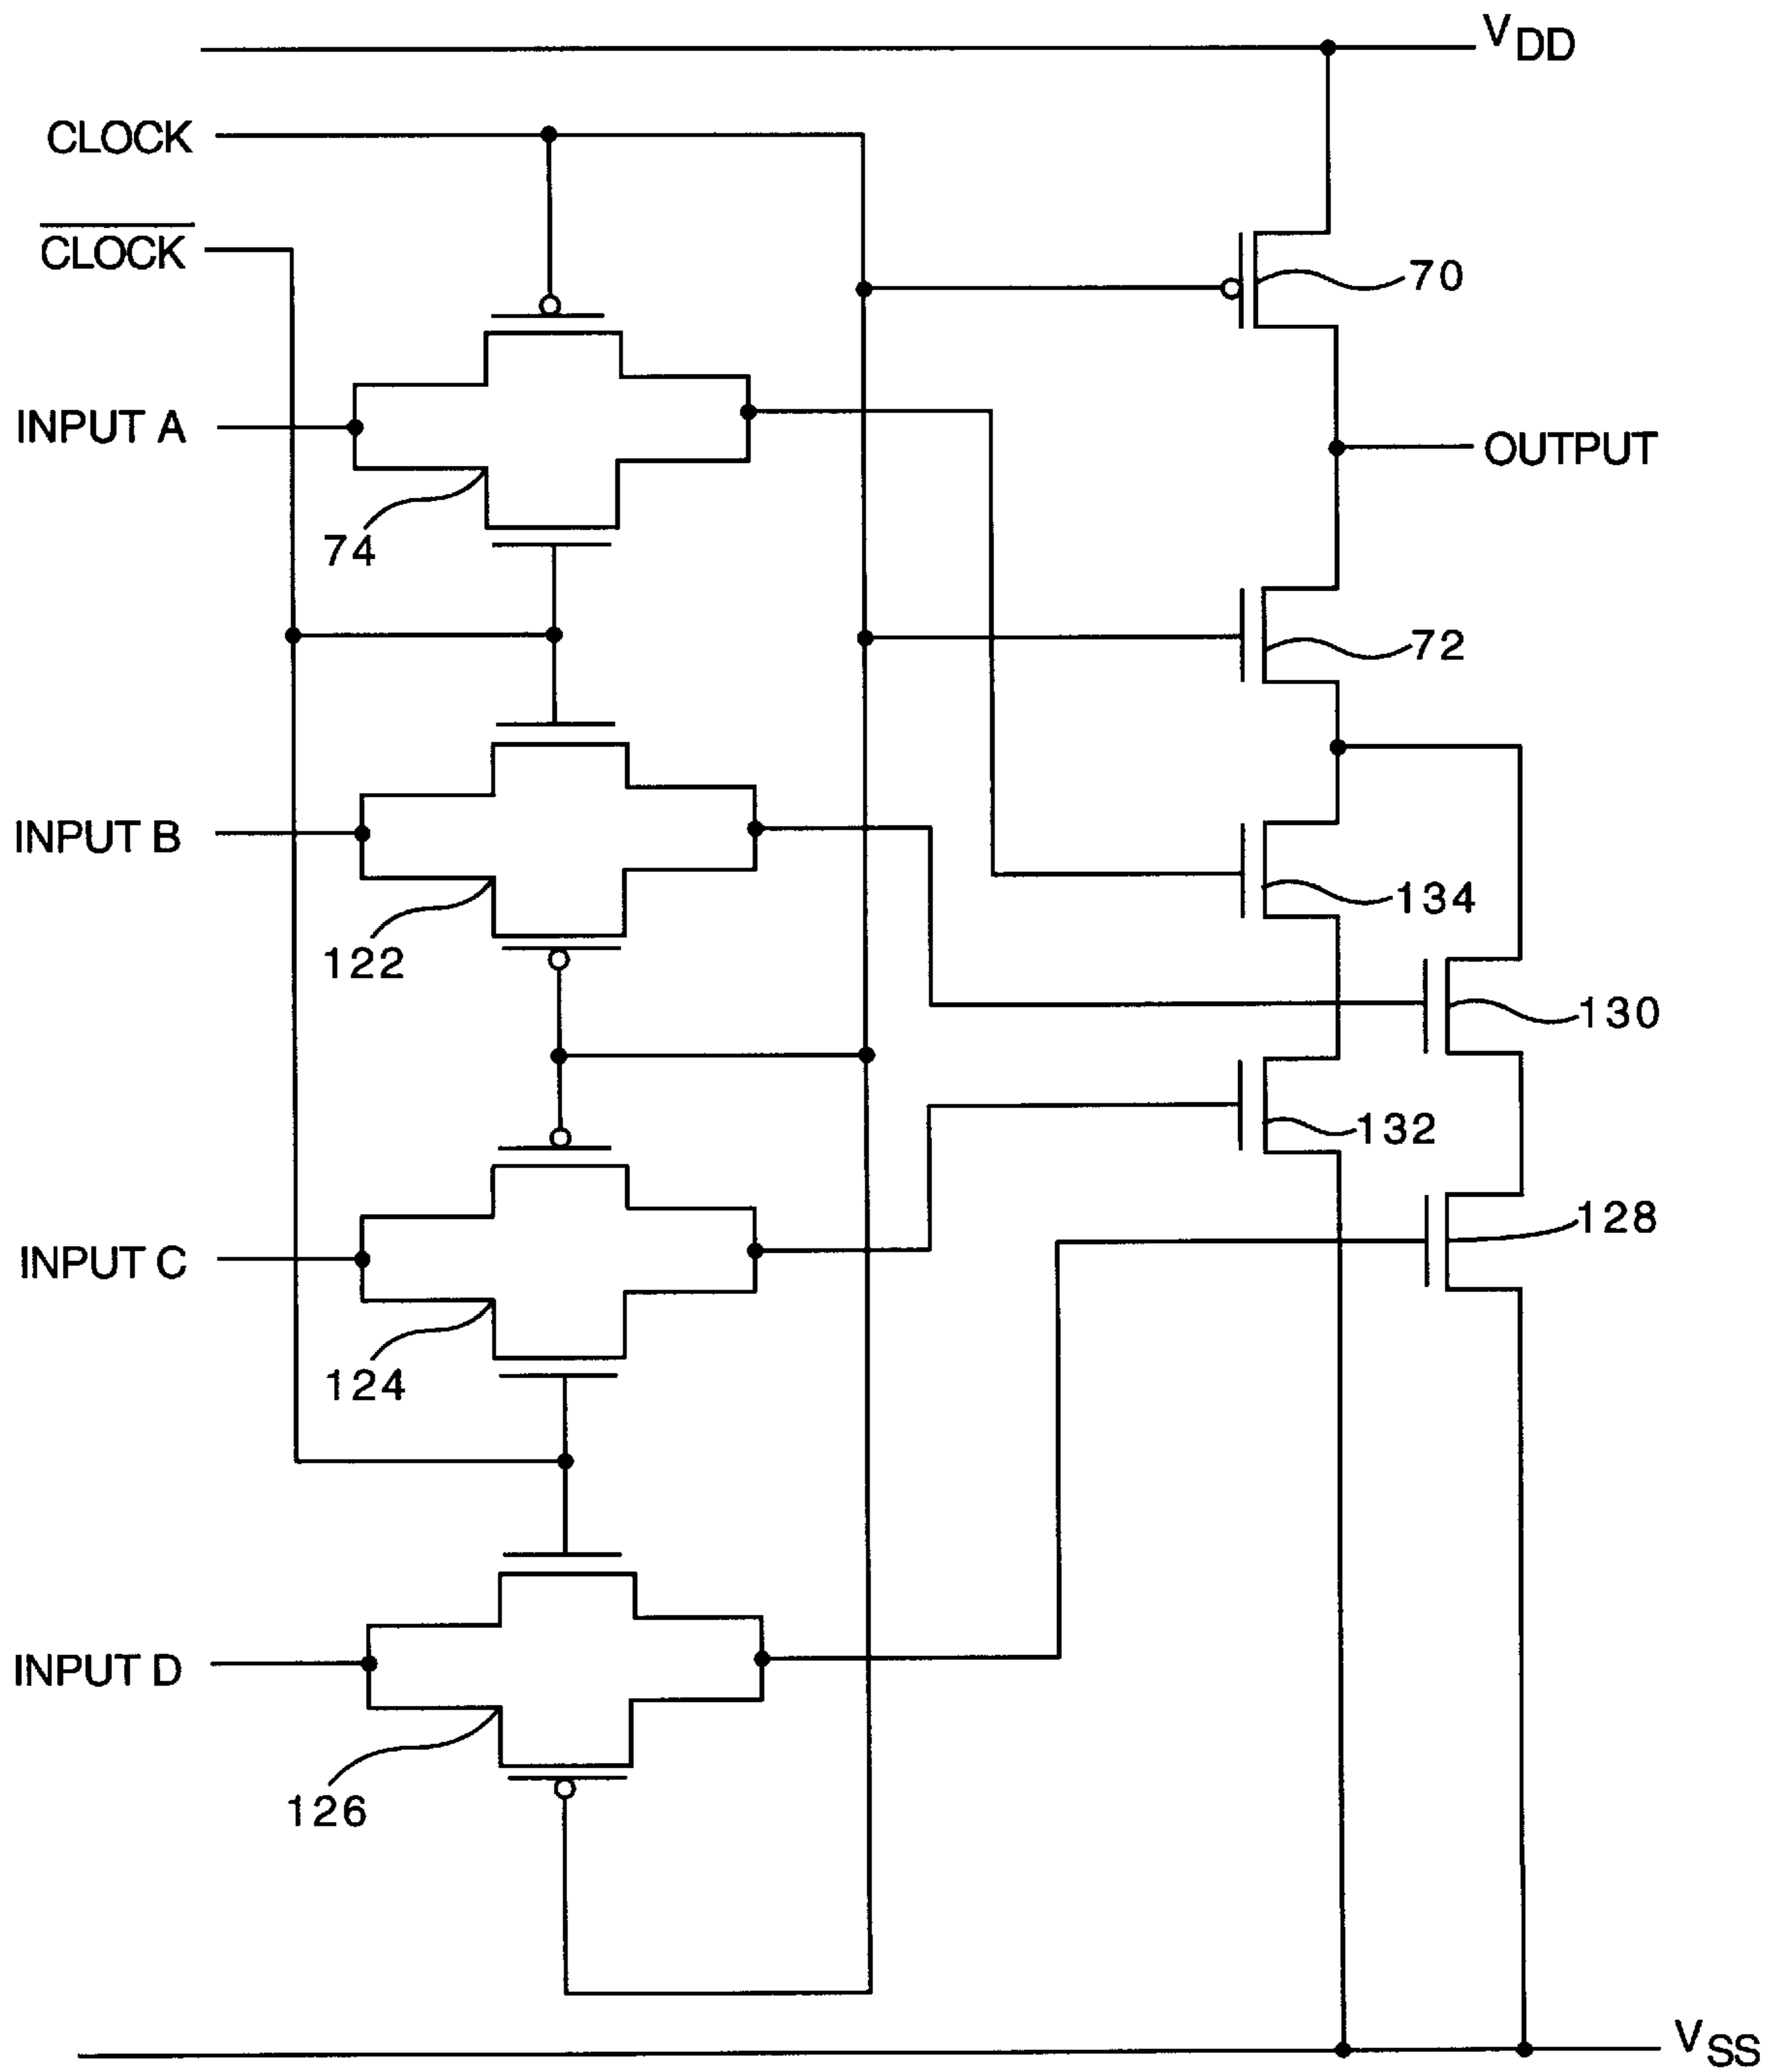 VDD
CLOCK
CLOCK
70
INPUT A
OUTPUT
74
72
INPUT B
134
122
130
132
INPUT C
128
124
INPUT D
126
VSS